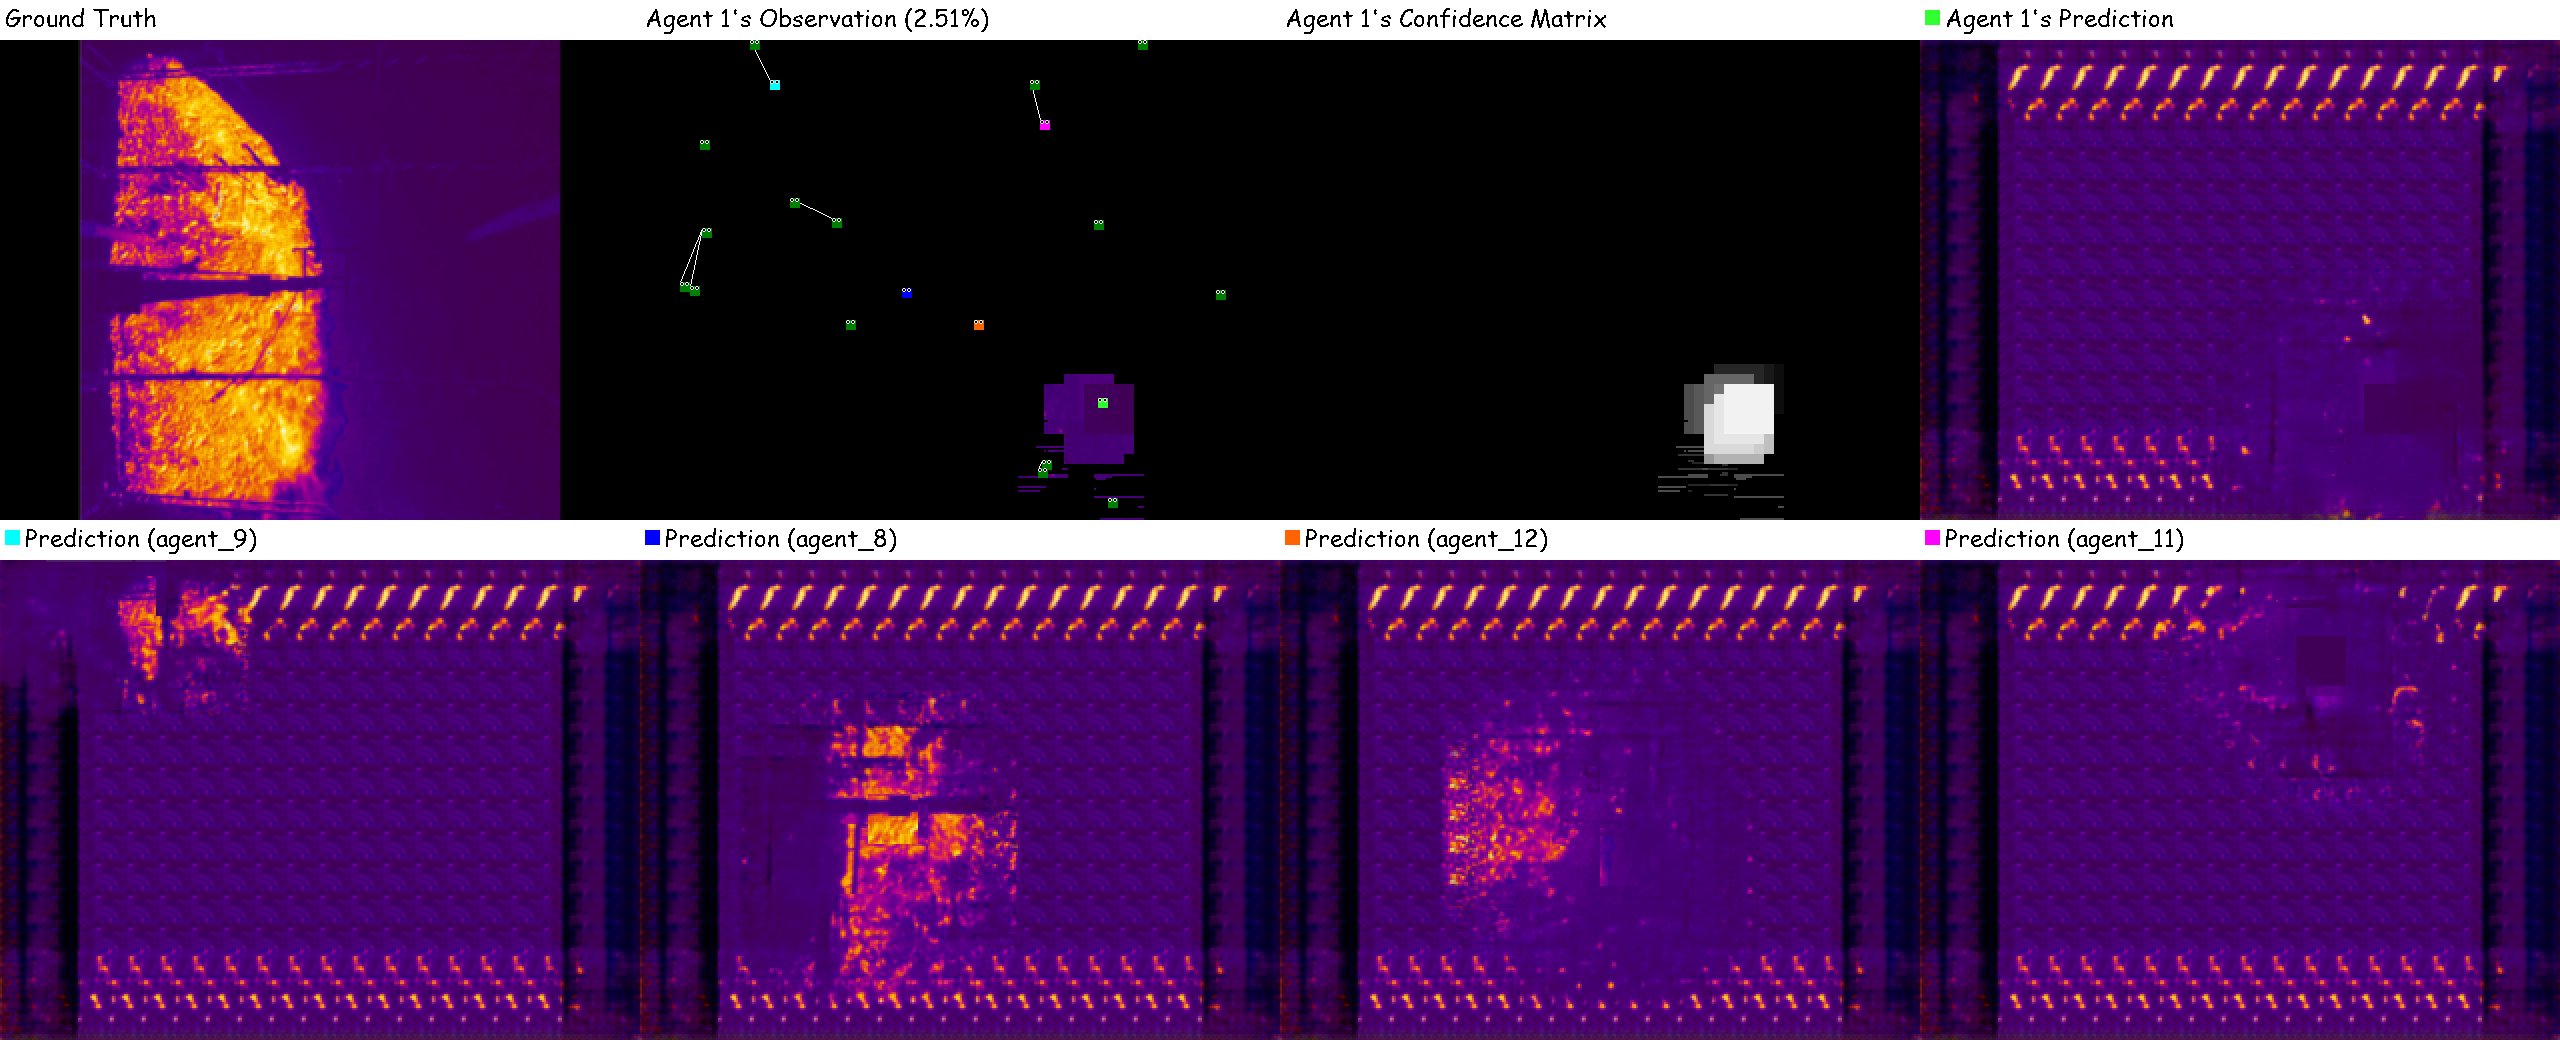 Ground Truth
Agent 1's Observation (2.51%)
Agent 1's Confidence Matrix
Agent 1's Prediction
Prediction (agent_9)
Prediction (agent_8)
Prediction (agent_12)
Prediction (agent_11)